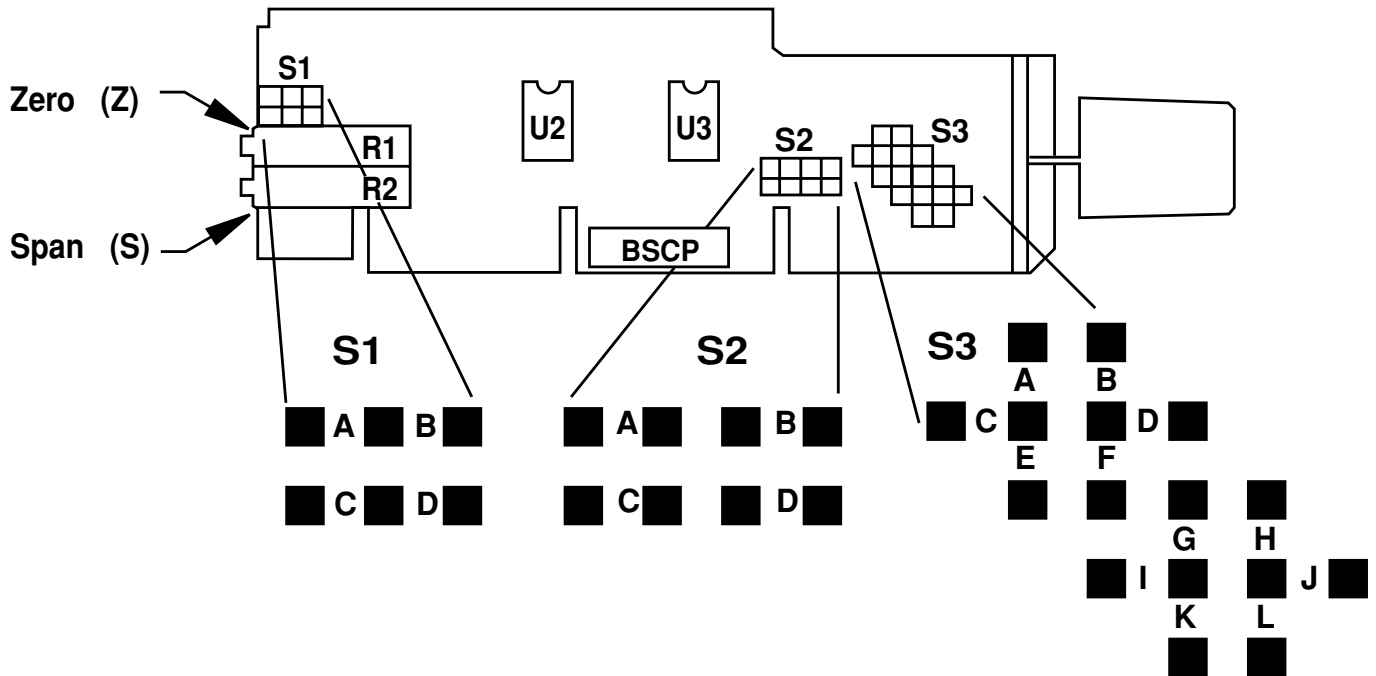 S1
Zero (Z)
R1
R2
U2
U3
S2
S3
Span (S)
BSCP
S1
S2
S3
A B
A B
A B
C D
E F
C D
C D
G H
I J
K L